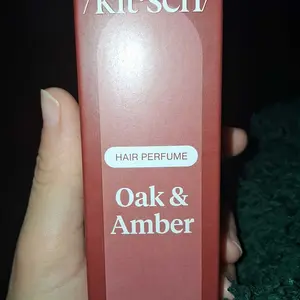 /kit·sch/
HAIR PERFUME
Oak &
Amber